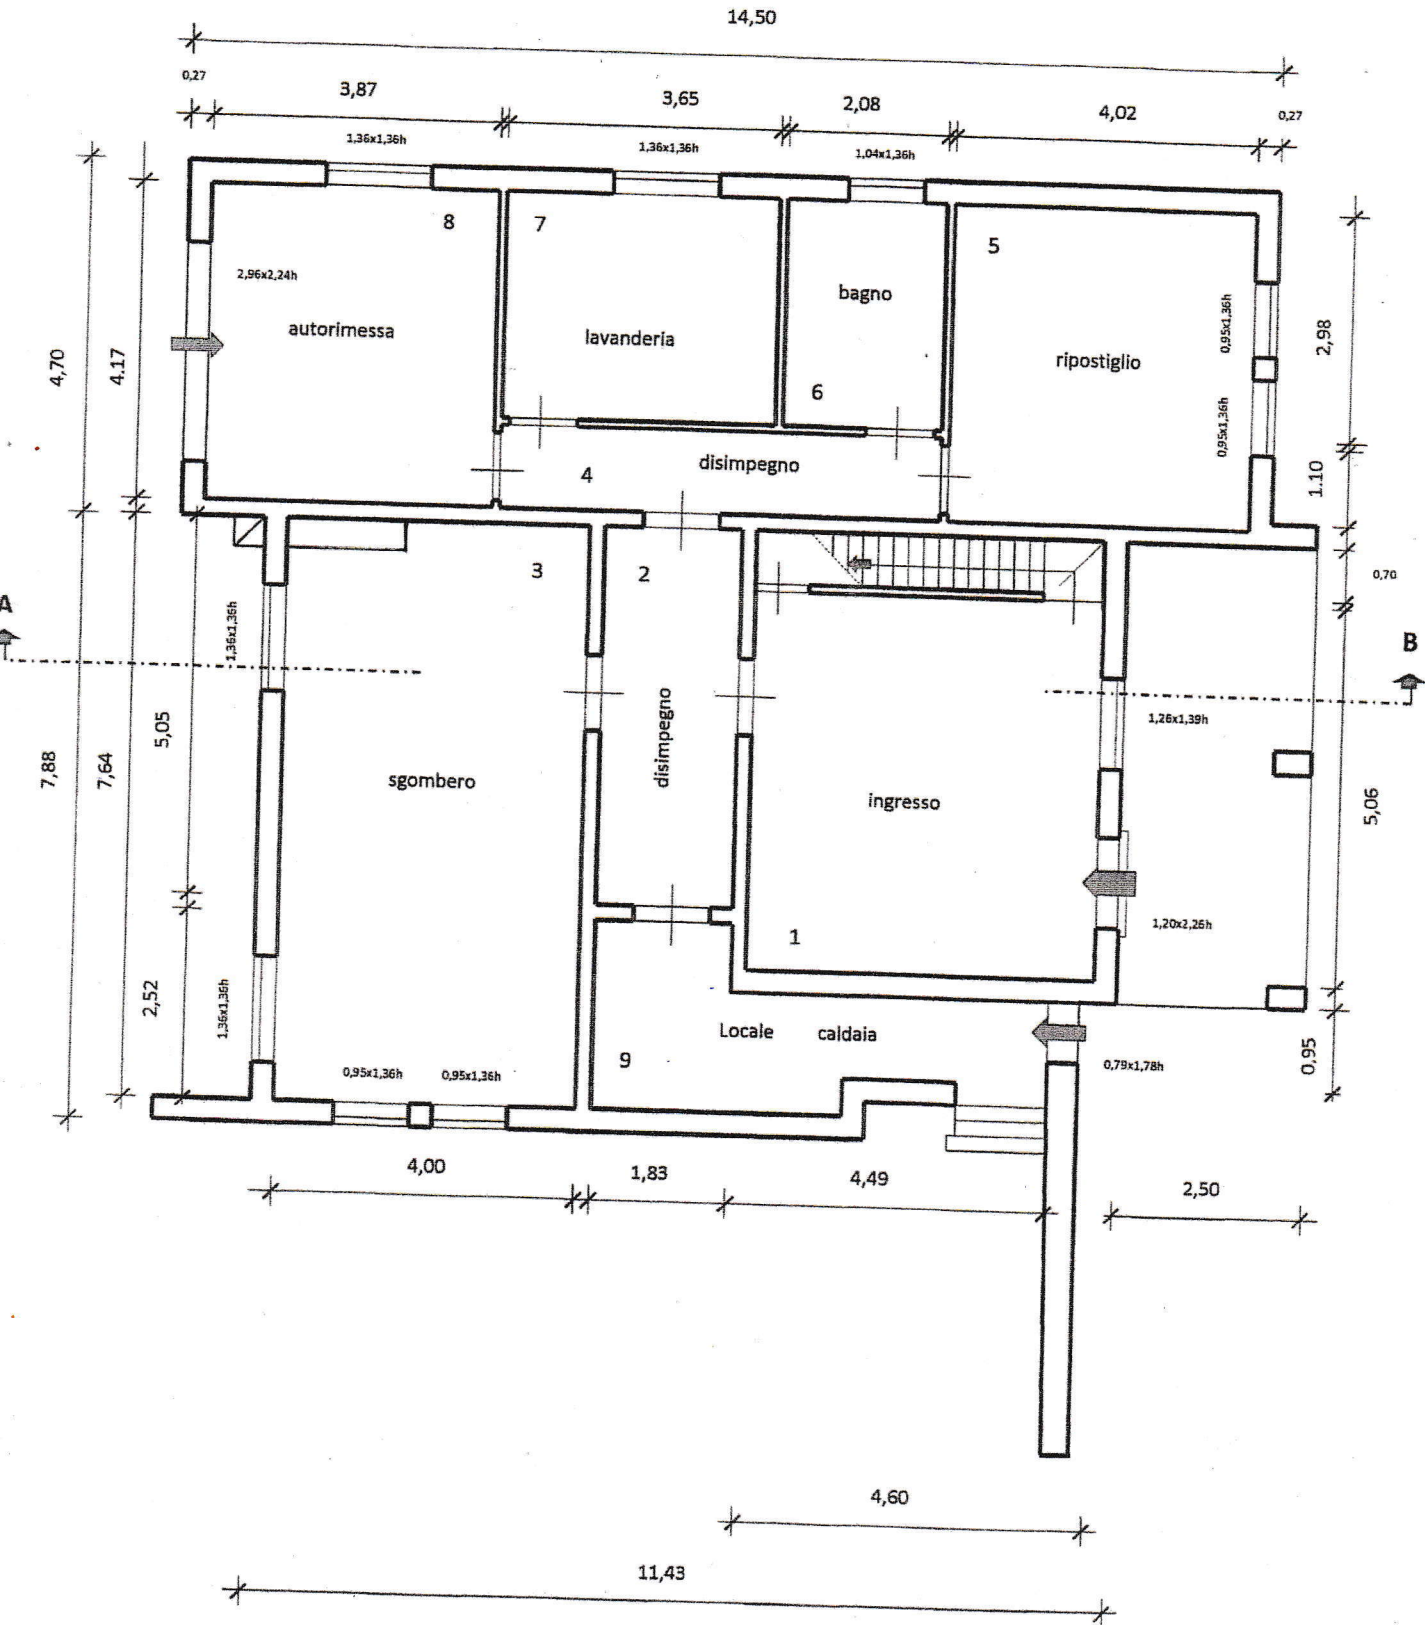 14,50
0,27
3,87
3,65
2,08
4,02
0,27
1,36x1,36h
1,36x1,36h
1,04x1,36h
8
7
5
2,96x2,24h
bagno
autorimessa
lavanderia
ripostiglio
0,95x1,36h
2,98
4,70
4.17
6
0,95x1,36h
4
disimpegno
1.10
3
2
0,70
A
1,36x1,36h
B
1,26x1,39h
5,05
disimpegno
7,88
7,64
sgombero
ingresso
5,06
1
1,20x2,26h
2,52
1,36x1,36h
Locale caldaia
9
0,95x1,36h
0,95x1,36h
0,79x1,78h
0,95
4,00
1,83
4,49
2,50
4,60
11,43